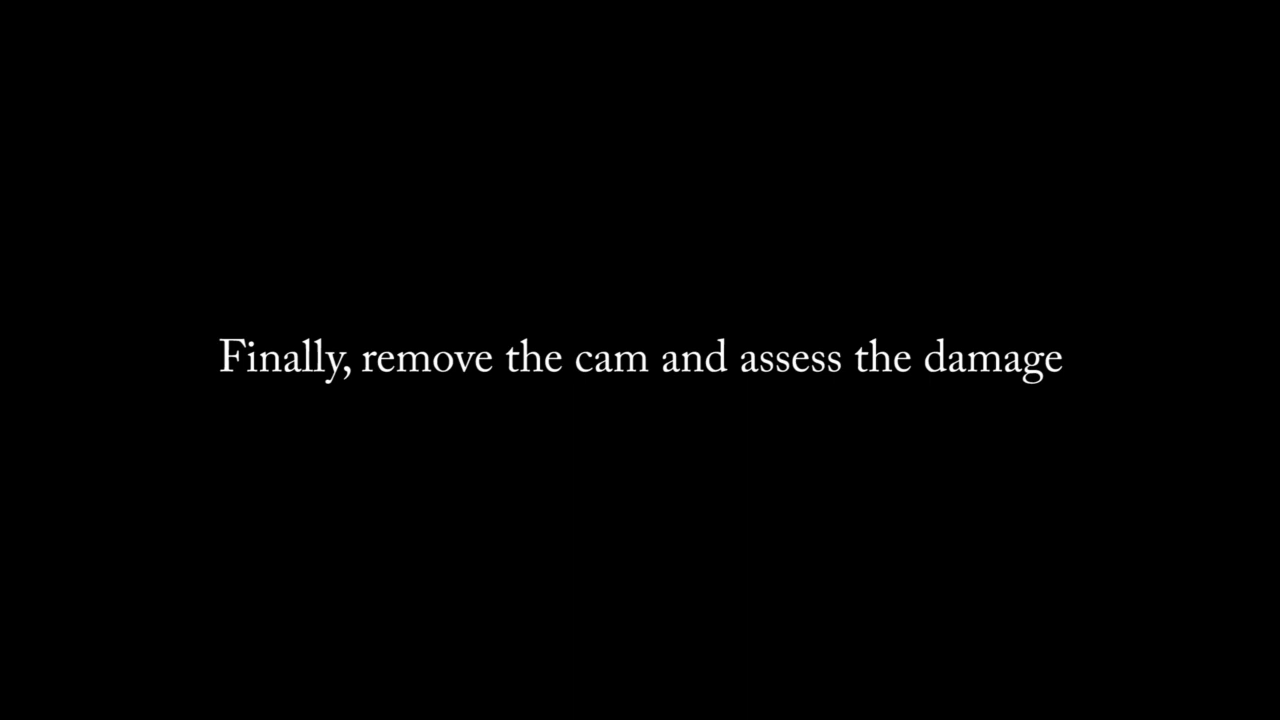 Finally, remove the cam and assess the damage